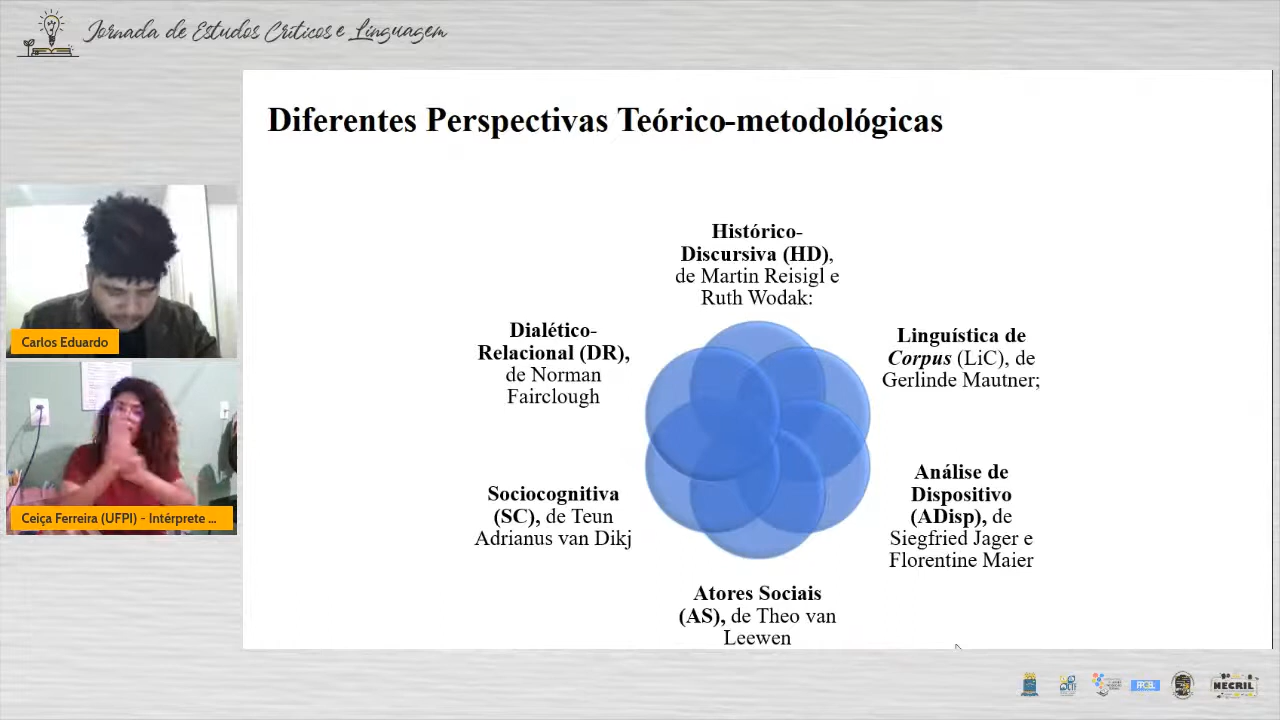 Jornada de Estudos Críticos e Linguagem
Diferentes Perspectivas Teórico-metodológicas
Histórico-
Discursiva (HD),
de Martin Reisigl e
Ruth Wodak:
Linguística de
Corpus (LiC), de
Gerlinde Mautner;
Análise de
Dispositivo
(ADisp), de
Siegfried Jager e
Florentine Maier
Atores Sociais
(AS), de Theo van
Leewen
Sociocognitiva
(SC), de Teun
Adrianus van Dikj
Dialético-
Relacional (DR),
de Norman
Fairclough
Carlos Eduardo
Ceiça Ferreira (UFPI) - Intérprete ...
NECRIL